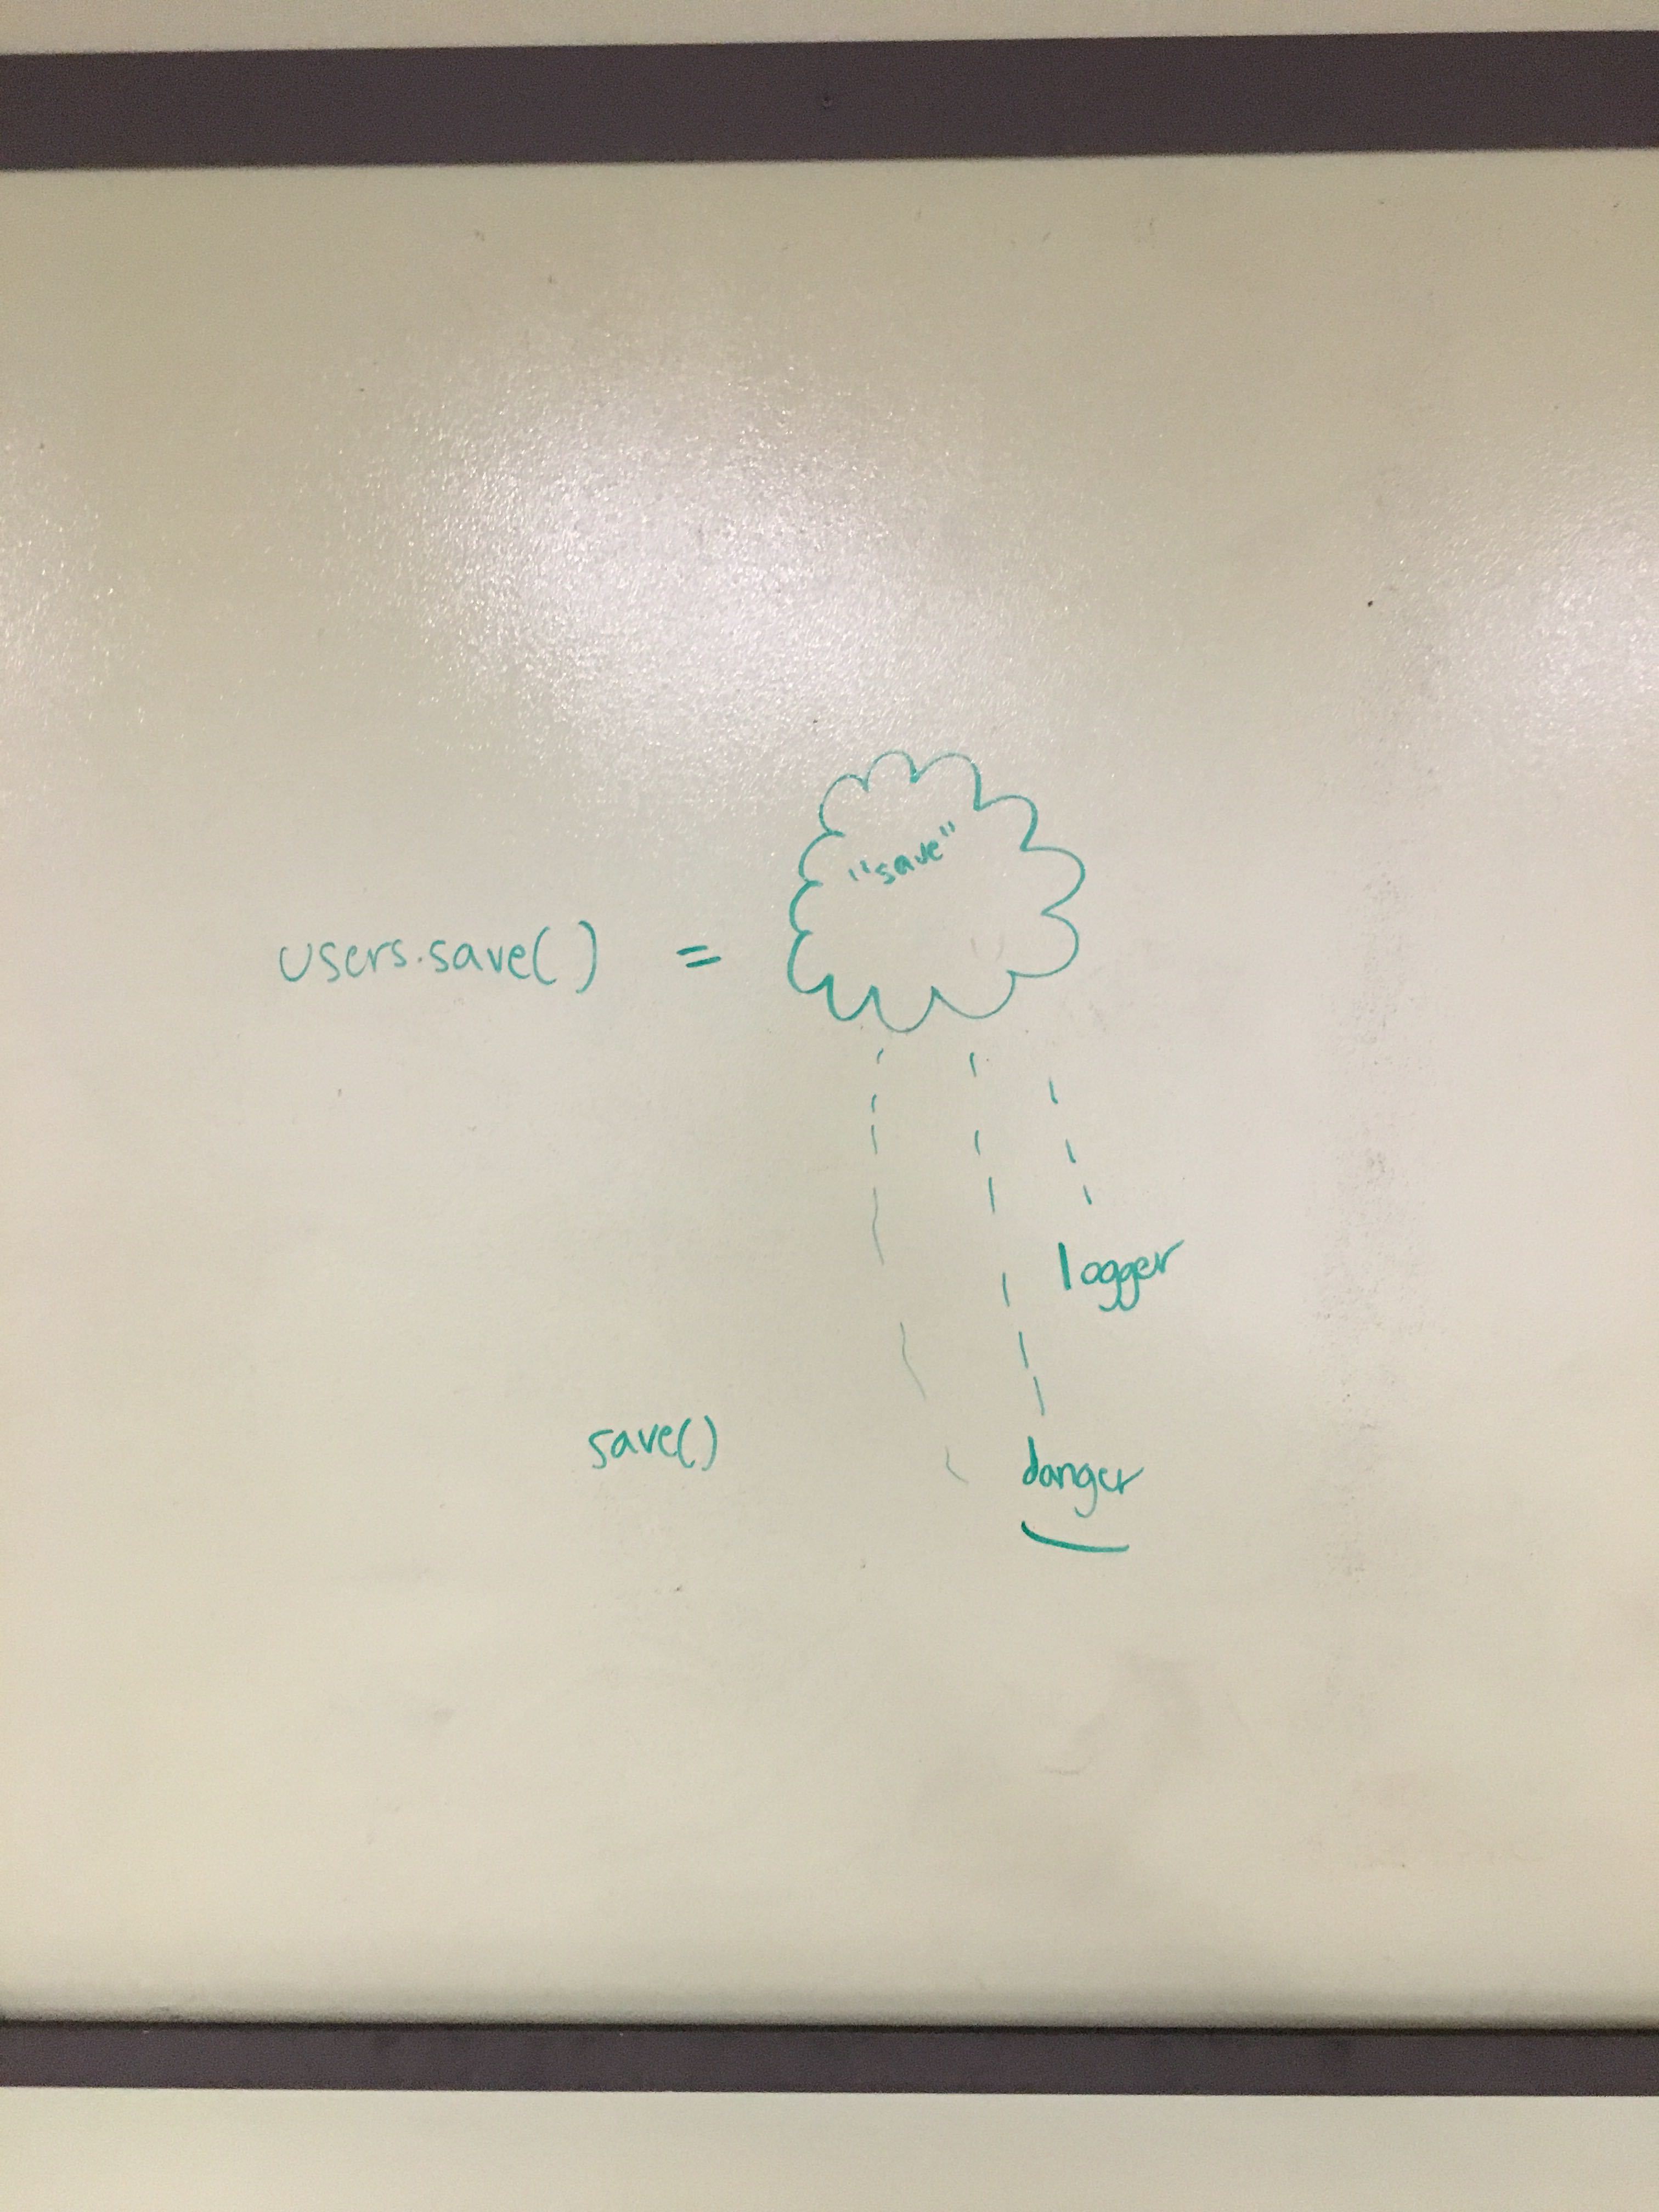 "save"
users.save() =
logger
save()
danger